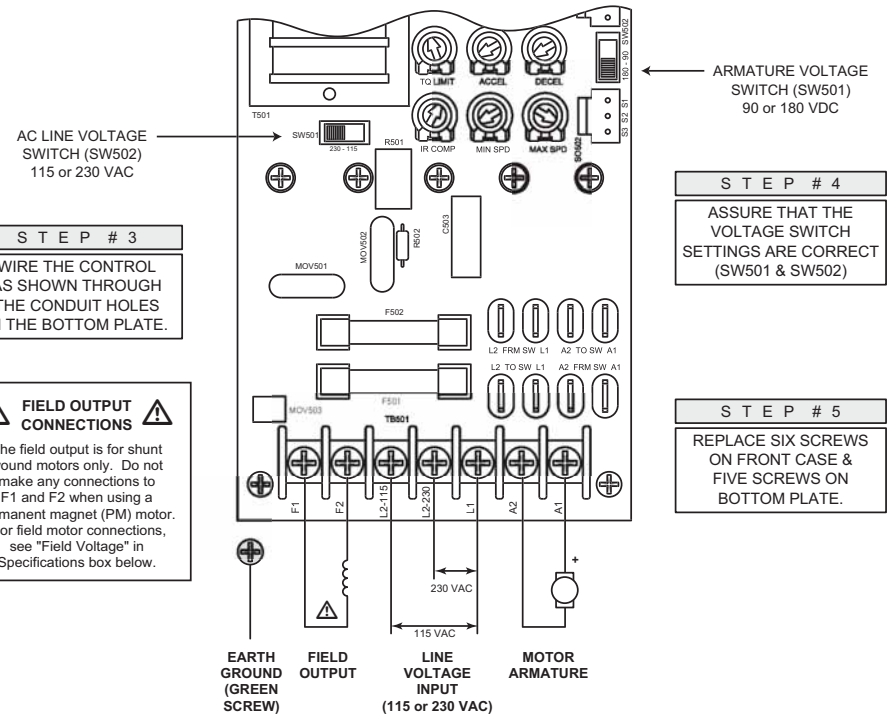 SW502
180 - 90
TQ LIMIT
ACCEL
DECEL
T501
SW501
230 - 115
R501
IR COMP
MIN SPD
MAX SPD
SO502
S3 S2 S1
ARMATURE VOLTAGE
SWITCH (SW501)
90 or 180 VDC
AC LINE VOLTAGE
SWITCH (SW502)
115 or 230 VAC
STEP #3
WIRE THE CONTROL
AS SHOWN THROUGH
THE CONDUIT HOLES
THE BOTTOM PLATE.
STEP #4
ASSURE THAT THE
VOLTAGE SWITCH
SETTINGS ARE CORRECT
(SW501 & SW502)
MOV502
R502
C503
MOV501
F502
L2 FRM SW L1
A2 TO SW A1
L2 TO SW L1
A2 FRM SW A1
F501
MOV503
TB501
FIELD OUTPUT
CONNECTIONS
he field output is for shunt
ound motors only. Do not
make any connections to
F1 and F2 when using a
manent magnet (PM) motor.
or field motor connections,
see "Field Voltage" in
Specifications box below.
STEP #5
REPLACE SIX SCREWS
ON FRONT CASE &
FIVE SCREWS ON
BOTTOM PLATE.
F1
F2
L2-115
L2-230
L1
A2
A1
+
230 VAC
115 VAC
EARTH
GROUND
(GREEN
SCREW)
FIELD
OUTPUT
LINE
VOLTAGE
INPUT
(115 or 230 VAC)
MOTOR
ARMATURE